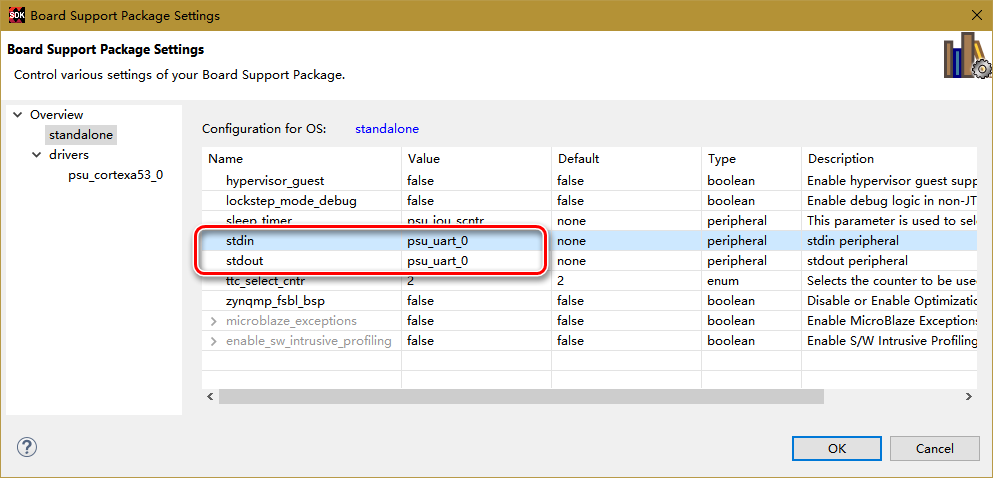 SDK Board Support Package Settings
Board Support Package Settings
Control various settings of your Board Support Package.
Overview
standalone
drivers
psu_cortexa53_0
Configuration for OS: standalone
Name Value Default Type Description
hypervisor_guest false false boolean Enable hypervisor guest supp
lockstep_mode_debug false false boolean Enable debug logic in non-JT
sleep_timer psu_iou_scntr none peripheral This parameter is used to sele
stdin psu_uart_0 none peripheral stdin peripheral
stdout psu_uart_0 none peripheral stdout peripheral
ttc_select_cntr 2 2 enum Selects the counter to be used
zynqmp_fsbl_bsp false false boolean Disable or Enable Optimizatio
microblaze_exceptions false false boolean Enable MicroBlaze Exceptions
enable_sw_intrusive_profiling false false boolean Enable S/W Intrusive Profiling
?
OK Cancel